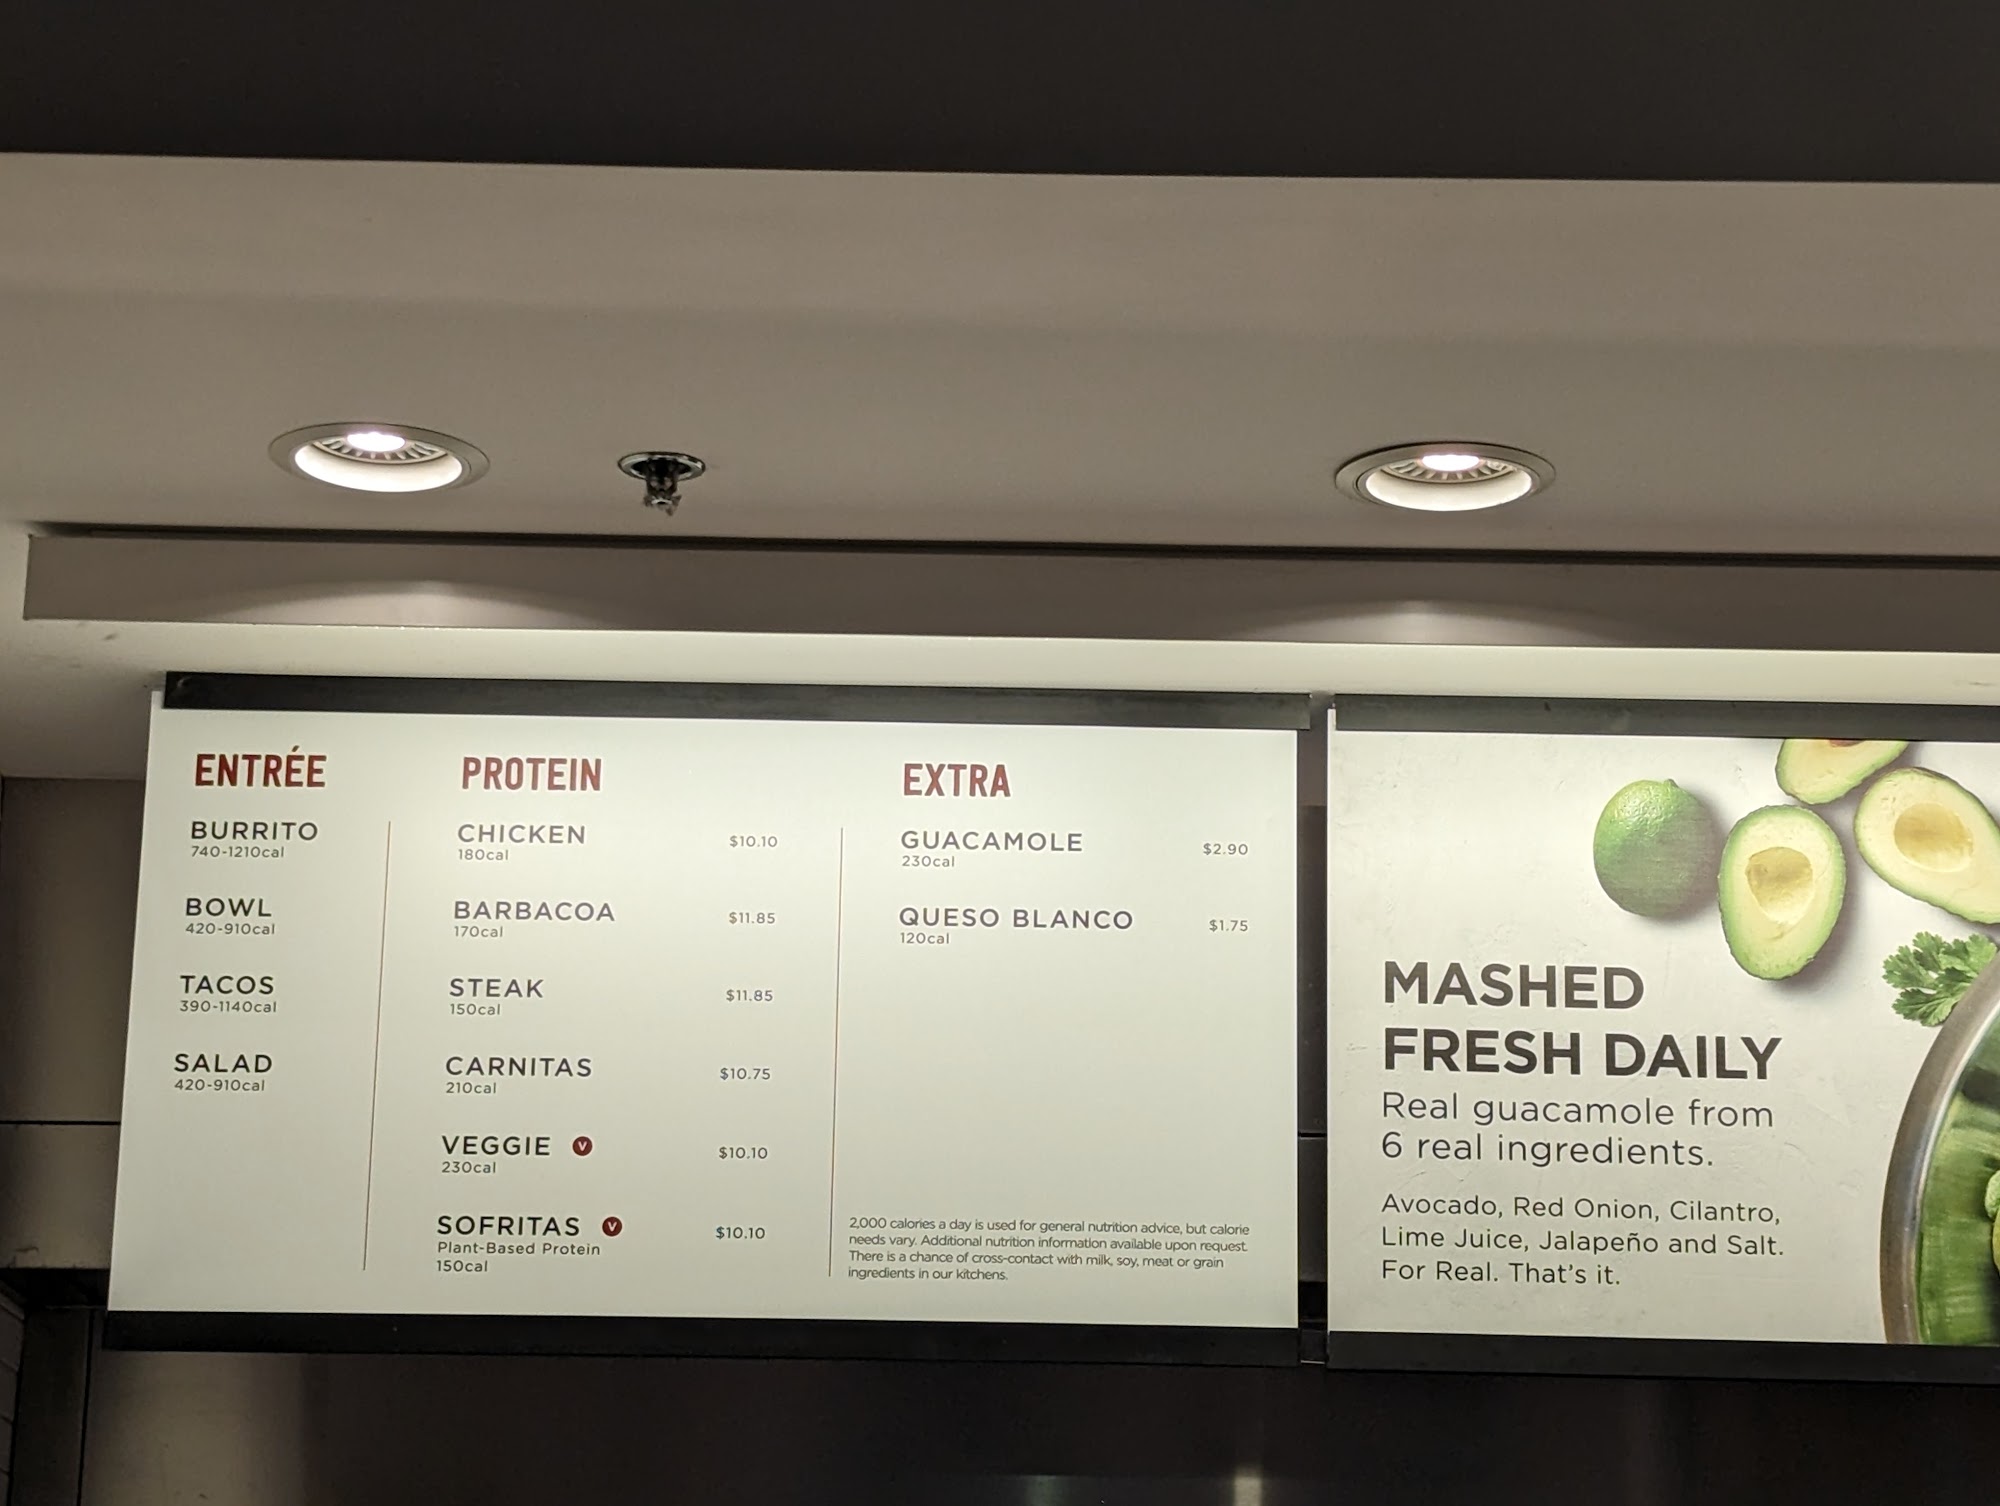 ENTRÉE
BURRITO
740-1210cal
BOWL
420-910cal
TACOS
390-1140cal
SALAD
420-910cal
PROTEIN
CHICKEN $10.10
180cal
BARBACOA $11.85
170cal
STEAK $11.85
150cal
CARNITAS $10.75
210cal
VEGGIE V $10.10
230cal
SOFRITAS V $10.10
Plant-Based Protein
150cal
EXTRA
GUACAMOLE $2.90
230cal
QUESO BLANCO $1.75
120cal
2,000 calories a day is used for general nutrition advice, but calorie
needs vary. Additional nutrition information available upon request.
There is a chance of cross-contact with milk, soy, meat or grain
ingredients in our kitchens.
MASHED
FRESH DAILY
Real guacamole from
6 real ingredients.
Avocado, Red Onion, Cilantro,
Lime Juice, Jalapeño and Salt.
For Real. That's it.